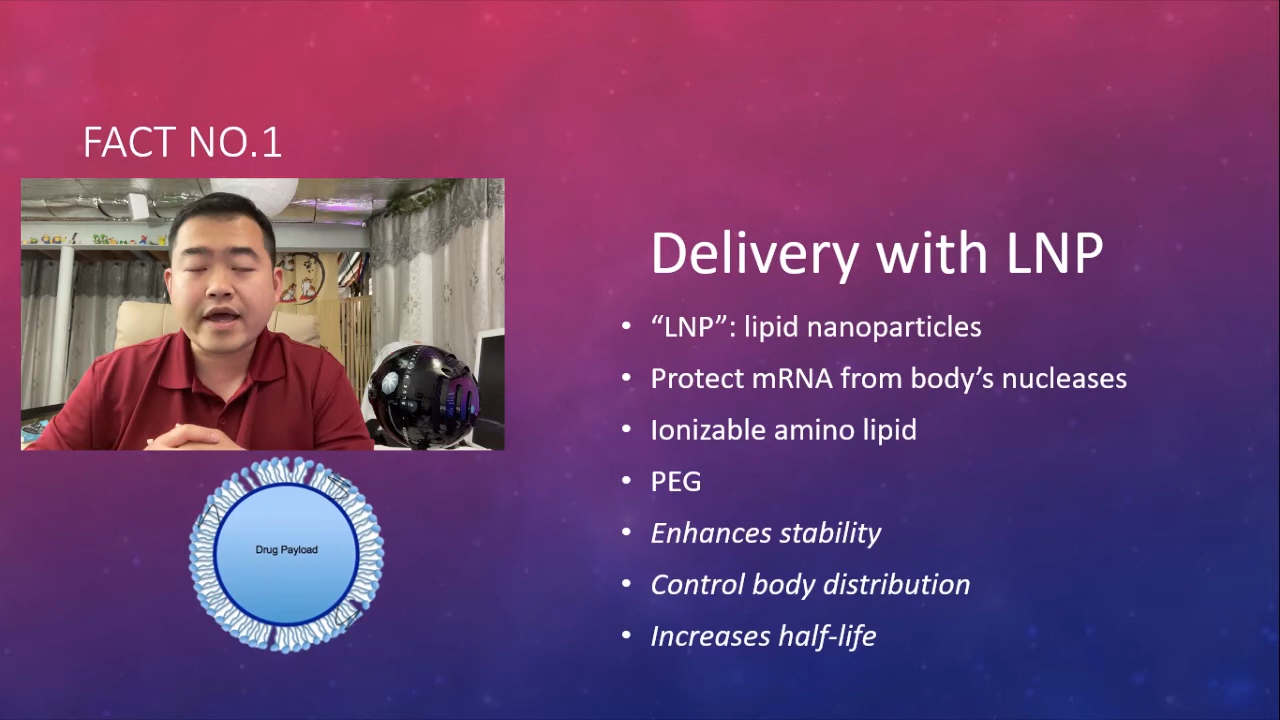 FACT NO.1
Delivery with LNP
• “LNP”: lipid nanoparticles
• Protect mRNA from body’s nucleases
• Ionizable amino lipid
• PEG
• Enhances stability
• Control body distribution
• Increases half-life
Drug Payload